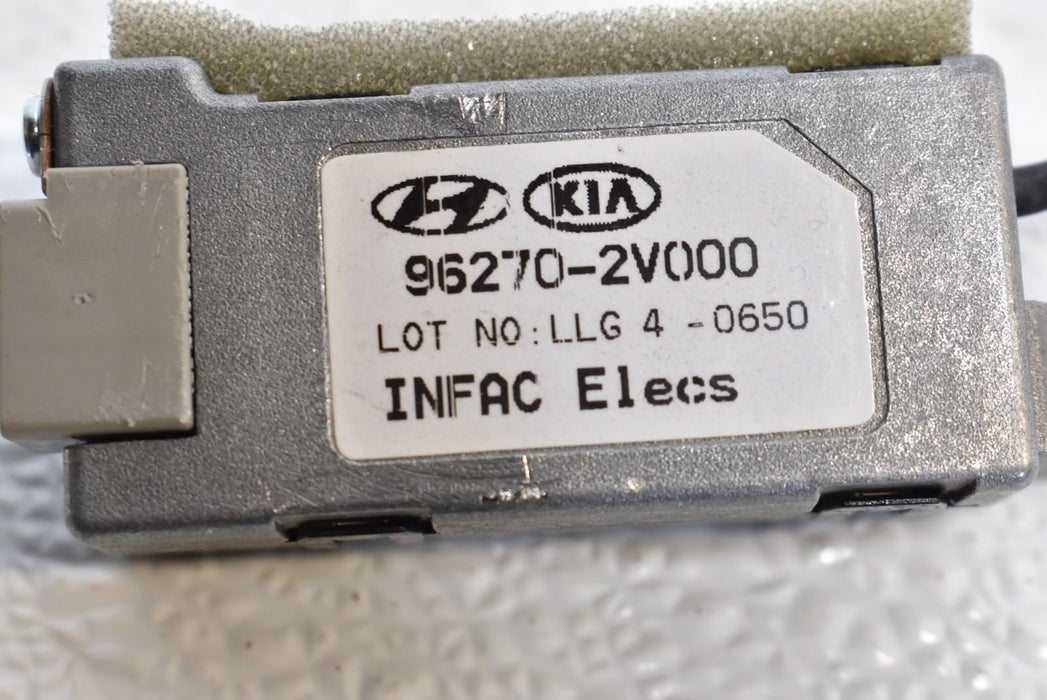 KIA
96270-2V000
LOT NO:LLG 4 -0650
INFAC Elecs